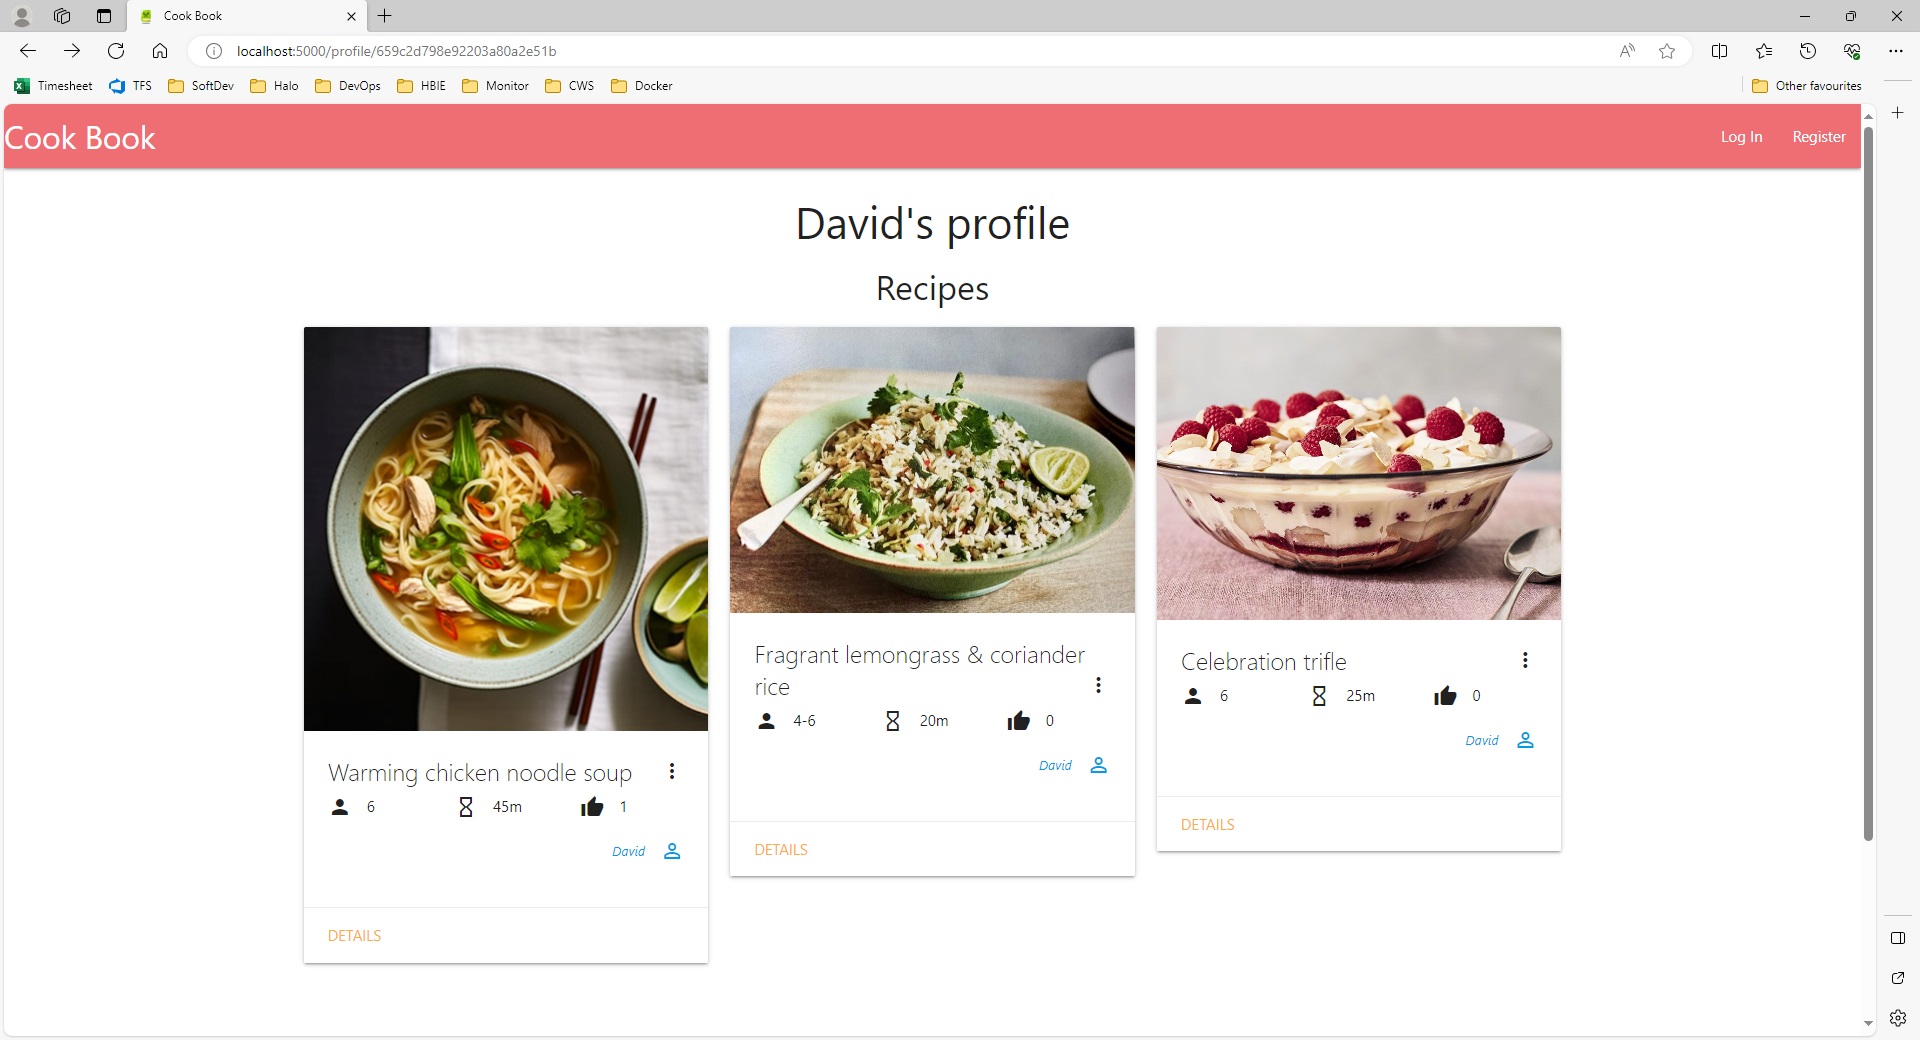 Cook Book
localhost:5000/profile/659c2d798e92203a80a2e51b
Timesheet TFS SoftDev Halo DevOps HBIE Monitor CWS Docker Other favourites
Cook Book Log In Register
David's profile
Recipes
Warming chicken noodle soup
6 45m 1
David
DETAILS
Fragrant lemongrass & coriander
rice
4-6 20m 0
David
DETAILS
Celebration trifle
6 25m 0
David
DETAILS